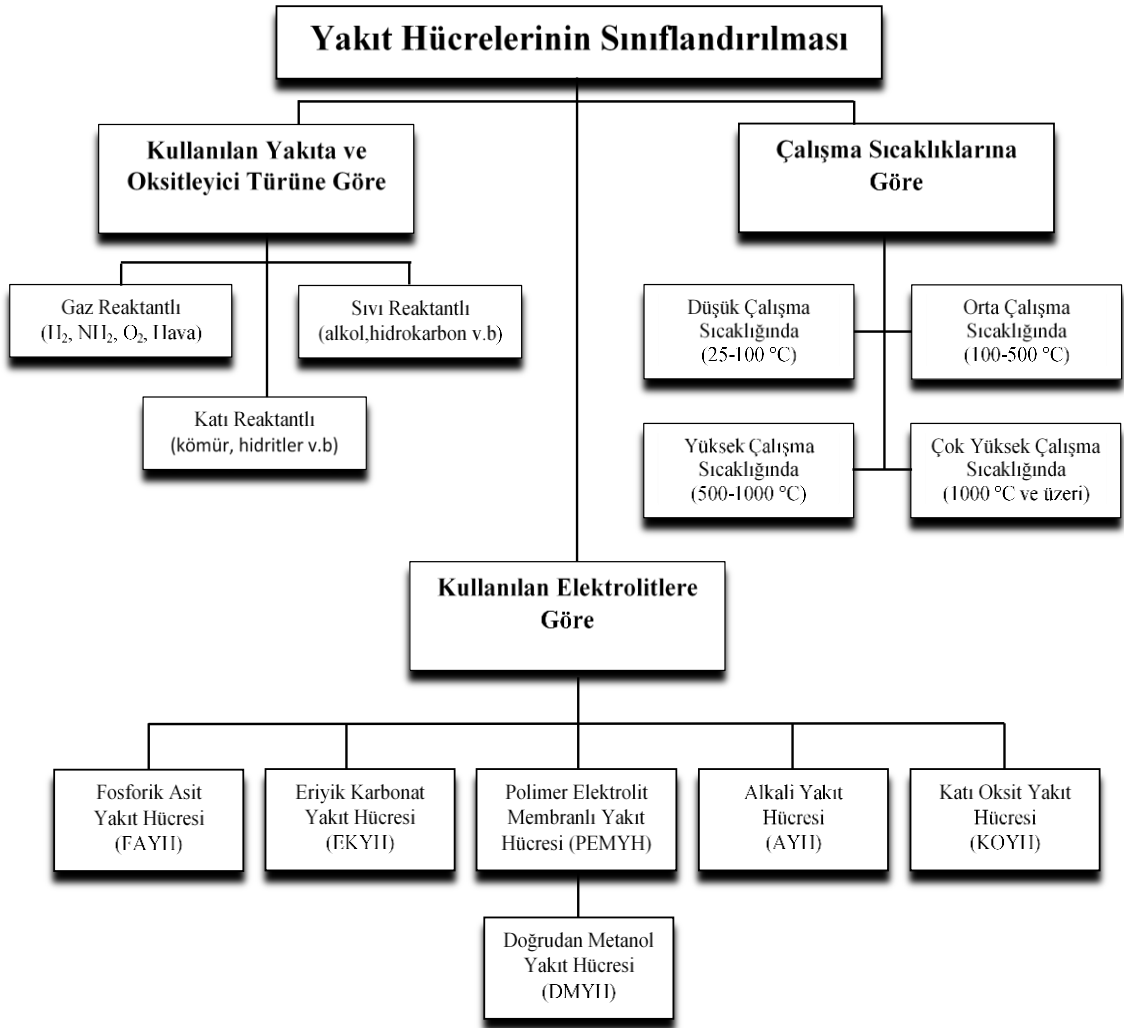 Yakıt Hücrelerinin Sınıflandırılması
Kullanılan Yakıta ve
Oksitleyici Türüne Göre
Çalışma Sıcaklıklarına
Göre
Gaz Reaktantlı
(H₂, NH₂, O₂, Hava)
Sıvı Reaktantlı
(alkol,hidrokarbon v.b)
Katı Reaktantlı
(kömür, hidritler v.b)
Düşük Çalışma
Sıcaklığında
(25-100 °C)
Orta Çalışma
Sıcaklığında
(100-500 °C)
Yüksek Çalışma
Sıcaklığında
(500-1000 °C)
Çok Yüksek Çalışma
Sıcaklığında
(1000 °C ve üzeri)
Kullanılan Elektrolitlere
Göre
Fosforik Asit
Yakıt Hücresi
(FAYH)
Eriyik Karbonat
Yakıt Hücresi
(EKYH)
Polimer Elektrolit
Membranlı Yakıt
Hücresi (PEMYH)
Alkali Yakıt
Hücresi
(AYH)
Katı Oksit Yakıt
Hücresi
(KOYH)
Doğrudan Metanol
Yakıt Hücresi
(DMYH)